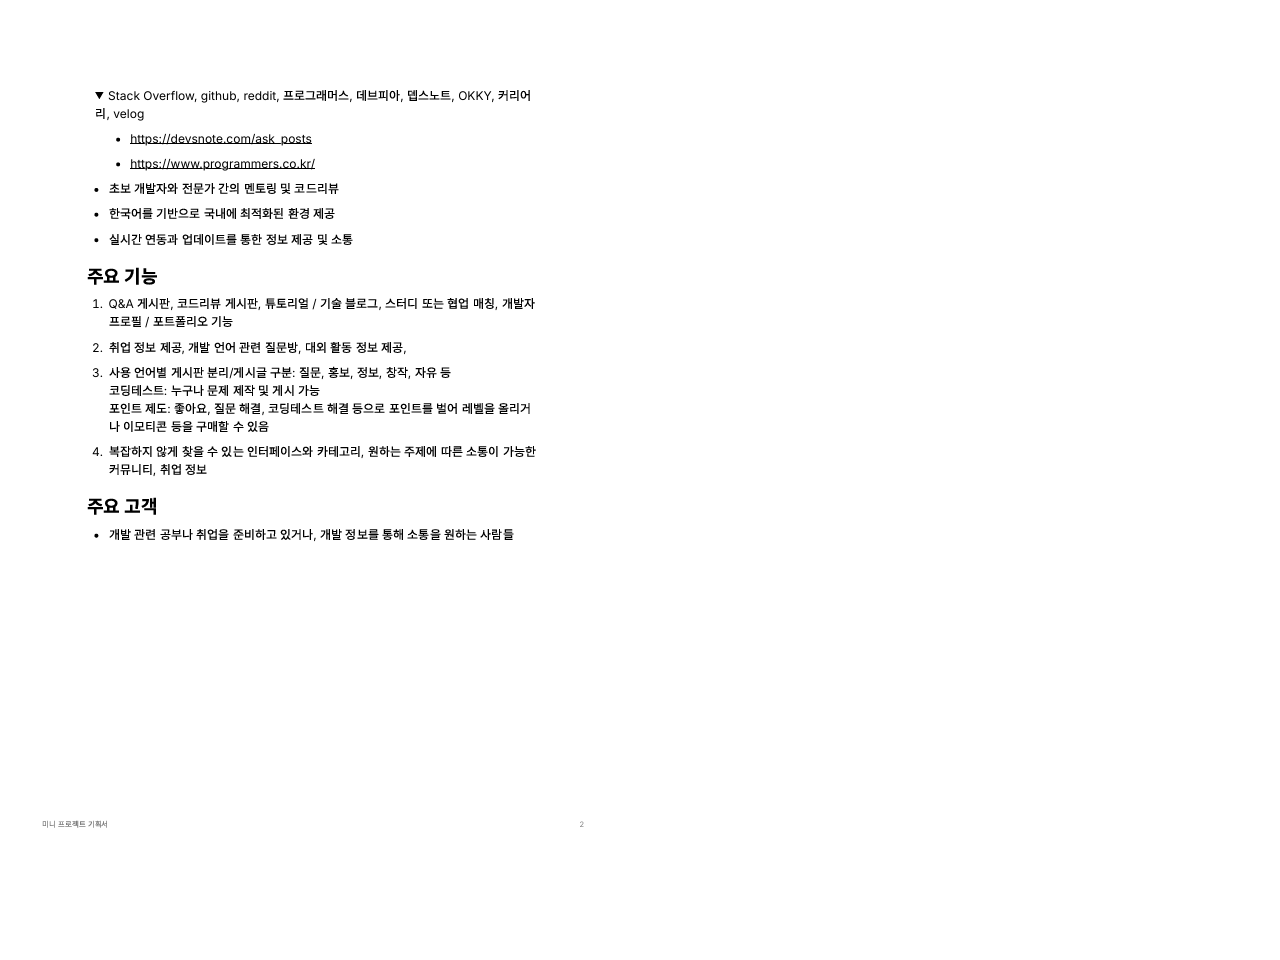 ▼ Stack Overflow, github, reddit, 프로그래머스, 데브피아, 뎁스노트, OKKY, 커리어
리, velog
• https://devsnote.com/ask_posts
• https://www.programmers.co.kr/
• 초보 개발자와 전문가 간의 멘토링 및 코드리뷰
• 한국어를 기반으로 국내에 최적화된 환경 제공
• 실시간 연동과 업데이트를 통한 정보 제공 및 소통
주요 기능
1. Q&A 게시판, 코드리뷰 게시판, 튜토리얼 / 기술 블로그, 스터디 또는 협업 매칭, 개발자
프로필 / 포트폴리오 기능
2. 취업 정보 제공, 개발 언어 관련 질문방, 대외 활동 정보 제공,
3. 사용 언어별 게시판 분리/게시글 구분: 질문, 홍보, 정보, 창작, 자유 등
코딩테스트: 누구나 문제 제작 및 게시 가능
포인트 제도: 좋아요, 질문 해결, 코딩테스트 해결 등으로 포인트를 벌어 레벨을 올리거
나 이모티콘 등을 구매할 수 있음
4. 복잡하지 않게 찾을 수 있는 인터페이스와 카테고리, 원하는 주제에 따른 소통이 가능한
커뮤니티, 취업 정보
주요 고객
• 개발 관련 공부나 취업을 준비하고 있거나, 개발 정보를 통해 소통을 원하는 사람들
미니 프로젝트 기획서
2